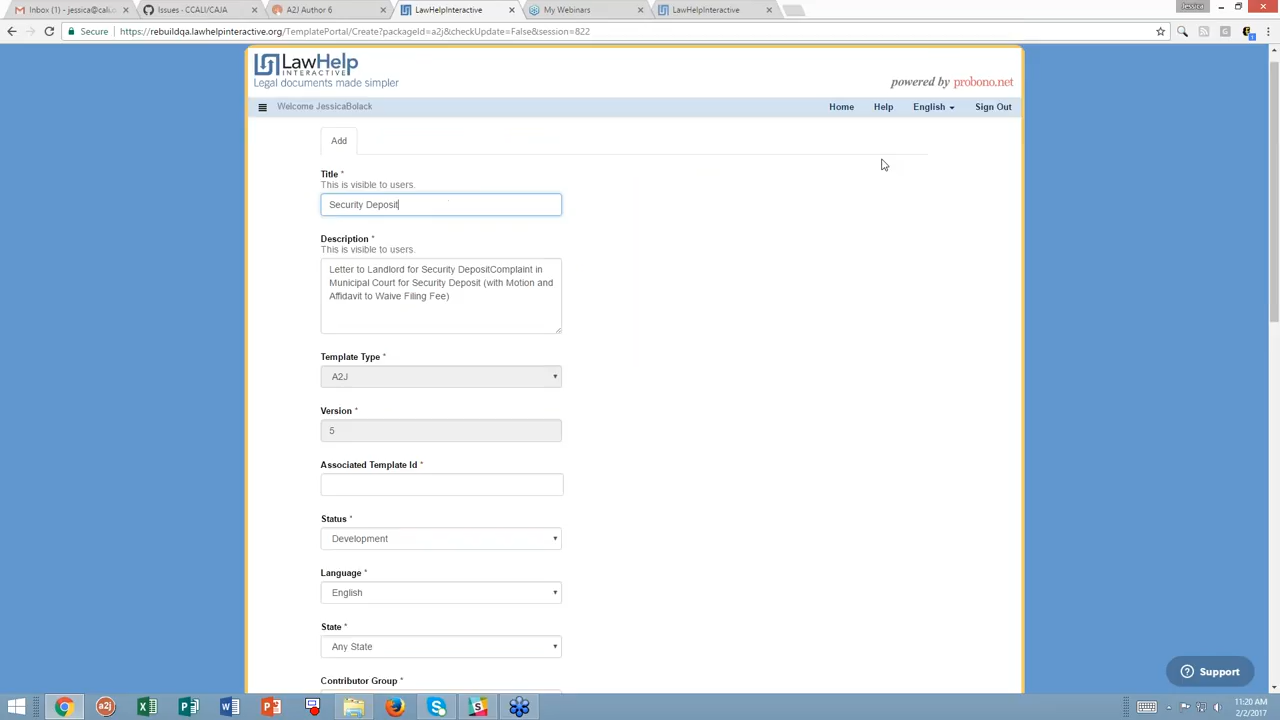 Inbox (1) - jessica@cali.o
Issues - CCALI/CAJA
A2J Author 6
LawHelpInteractive
My Webinars
LawHelpInteractive
Jessica
Secure
https://rebuildqa.lawhelpinteractive.org/TemplatePortal/Create?packageId=a2j&checkUpdate=False&session=822
LawHelp
INTERACTIVE
Legal documents made simpler
powered by probono.net
Welcome JessicaBolack
Home
Help
English
Sign Out
Add
Title *
This is visible to users.
Security Deposit
Description *
This is visible to users.
Letter to Landlord for Security DepositComplaint in
Municipal Court for Security Deposit (with Motion and
Affidavit to Waive Filing Fee)
Template Type *
A2J
Version *
5
Associated Template Id *
Status *
Development
Language *
English
State *
Any State
Contributor Group *
Support
11:20 AM
2/2/2017